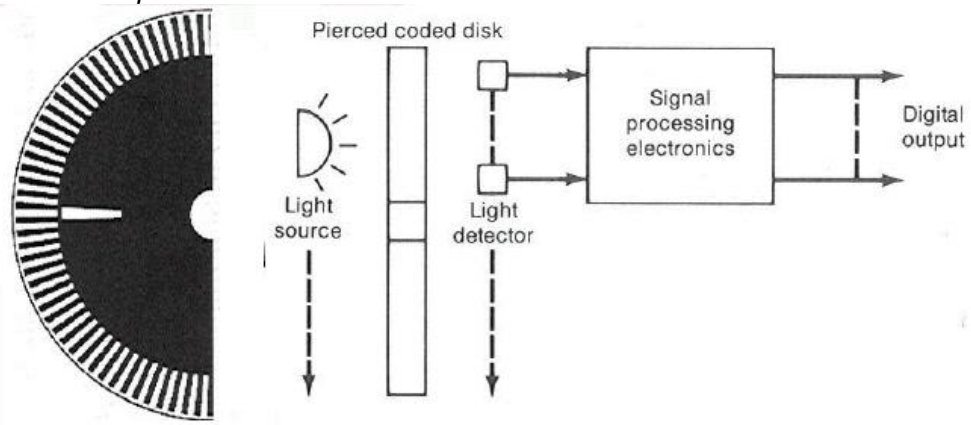 Pierced coded disk
Light
source
Light
detector
Signal
processing
electronics
Digital
output